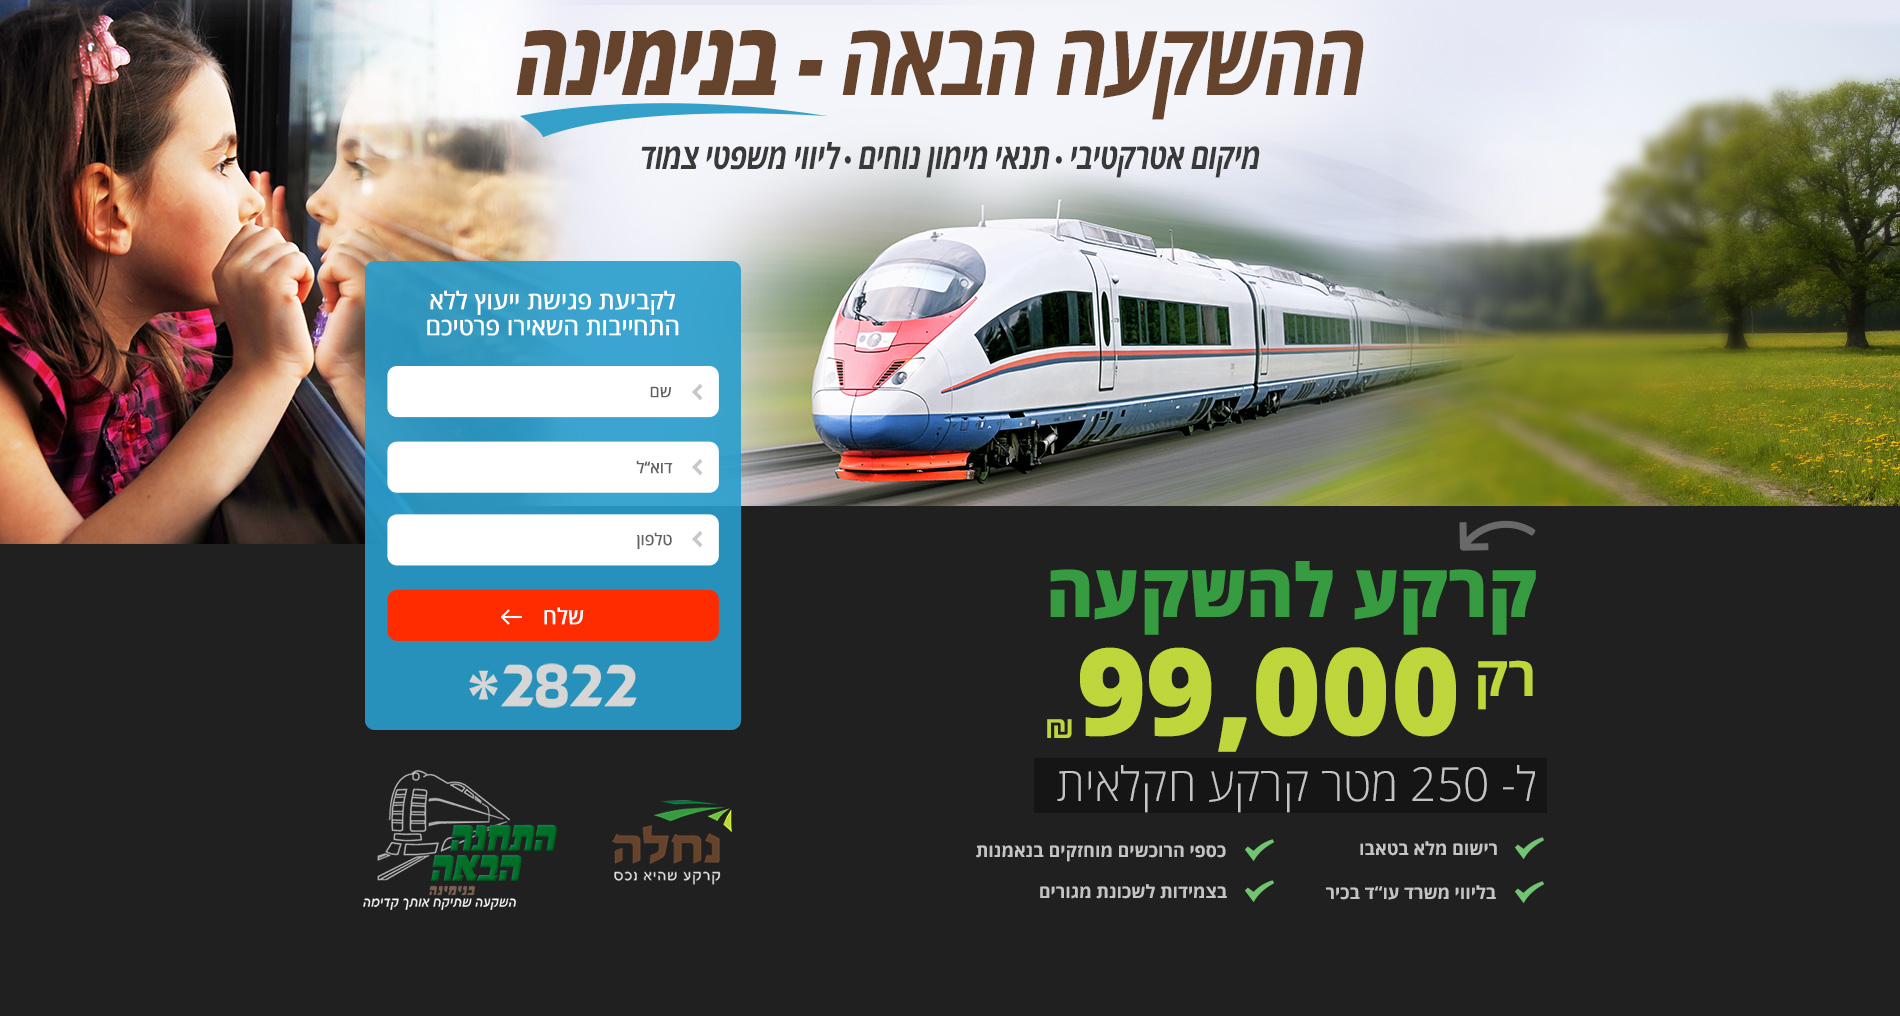 ההשקעה הבאה - בנימינה
מיקום אטרקטיבי • תנאי מימון נוחים • ליווי משפטי צמוד
לקביעת פגישת ייעוץ ללא
התחייבות השאירו פרטיכם
שם
דוא"ל
טלפון
שלח
*2822
קרקע להשקעה
רק
99,000 ₪
ל- 250 מטר קרקע חקלאית
רישום מלא בטאבו
כספי הרוכשים מוחזקים בנאמנות
בליווי משרד עו"ד בכיר
בצמידות לשכונת מגורים
נחלה
קרקע שהיא נכס
התחנה
הבאה
בנימינה
השקעה שתיקח אותך קדימה